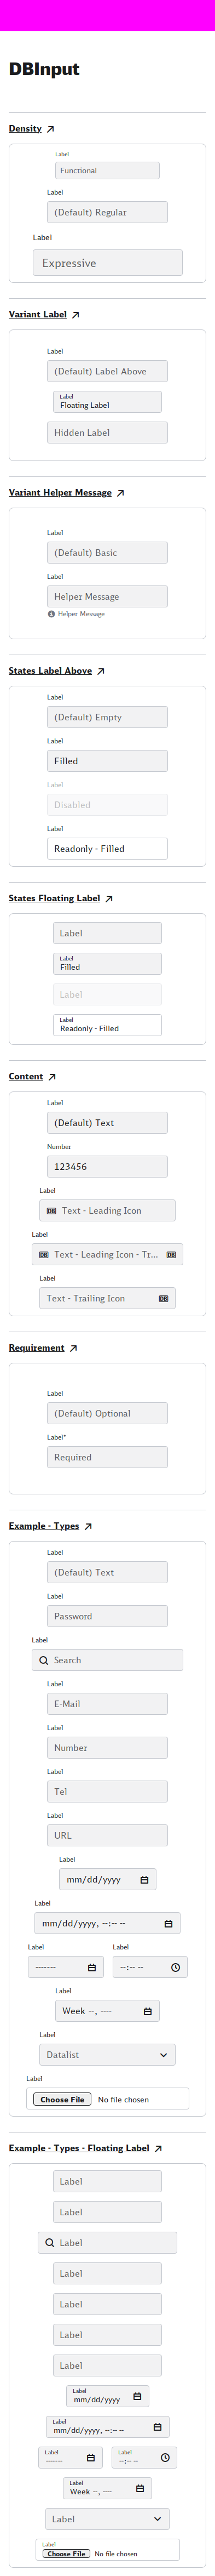 DBInput
Density
Label
Functional
Label
(Default) Regular
Label
Expressive
Variant Label
Label
(Default) Label Above
Label
Floating Label
Hidden Label
Variant Helper Message
Label
(Default) Basic
Label
Helper Message
Helper Message
States Label Above
Label
(Default) Empty
Label
Filled
Label
Disabled
Label
Readonly - Filled
States Floating Label
Label
Label
Filled
Label
Label
Readonly - Filled
Content
Label
(Default) Text
Number
123456
Label
Text - Leading Icon
Label
Text - Leading Icon - Tr...
Label
Text - Trailing Icon
Requirement
Label
(Default) Optional
Label*
Required
Example - Types
Label
(Default) Text
Label
Password
Label
Search
Label
E-Mail
Label
Number
Label
Tel
Label
URL
Label
mm/dd/yyyy
Label
mm/dd/yyyy, --:-- --
Label Label
------- --:-- --
Label
Week --, ----
Label
Datalist
Label
Choose File No file chosen
Example - Types - Floating Label
Label
Label
Label
Label
Label
Label
Label
Label
mm/dd/yyyy
Label
mm/dd/yyyy, --:-- --
Label Label
------- --:-- --
Label
Week --, ----
Label
Label
Choose File No file chosen